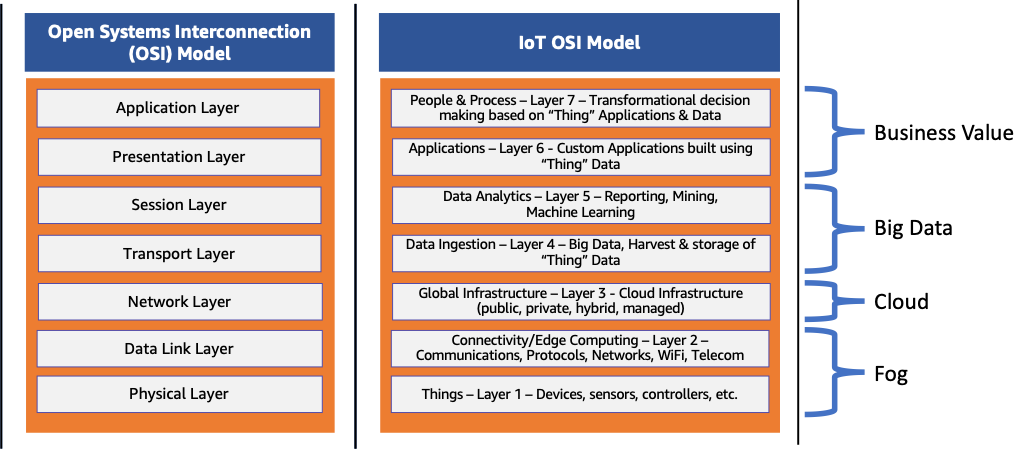 Open Systems Interconnection
(OSI) Model
Application Layer
Presentation Layer
Session Layer
Transport Layer
Network Layer
Data Link Layer
Physical Layer
IoT OSI Model
People & Process – Layer 7 – Transformational decision
making based on “Thing” Applications & Data
Applications – Layer 6 - Custom Applications built using
“Thing” Data
Data Analytics – Layer 5 – Reporting, Mining,
Machine Learning
Data Ingestion – Layer 4 – Big Data, Harvest & storage of
“Thing” Data
Global Infrastructure – Layer 3 - Cloud Infrastructure
(public, private, hybrid, managed)
Connectivity/Edge Computing – Layer 2 –
Communications, Protocols, Networks, WiFi, Telecom
Things – Layer 1 – Devices, sensors, controllers, etc.
Business Value
Big Data
Cloud
Fog